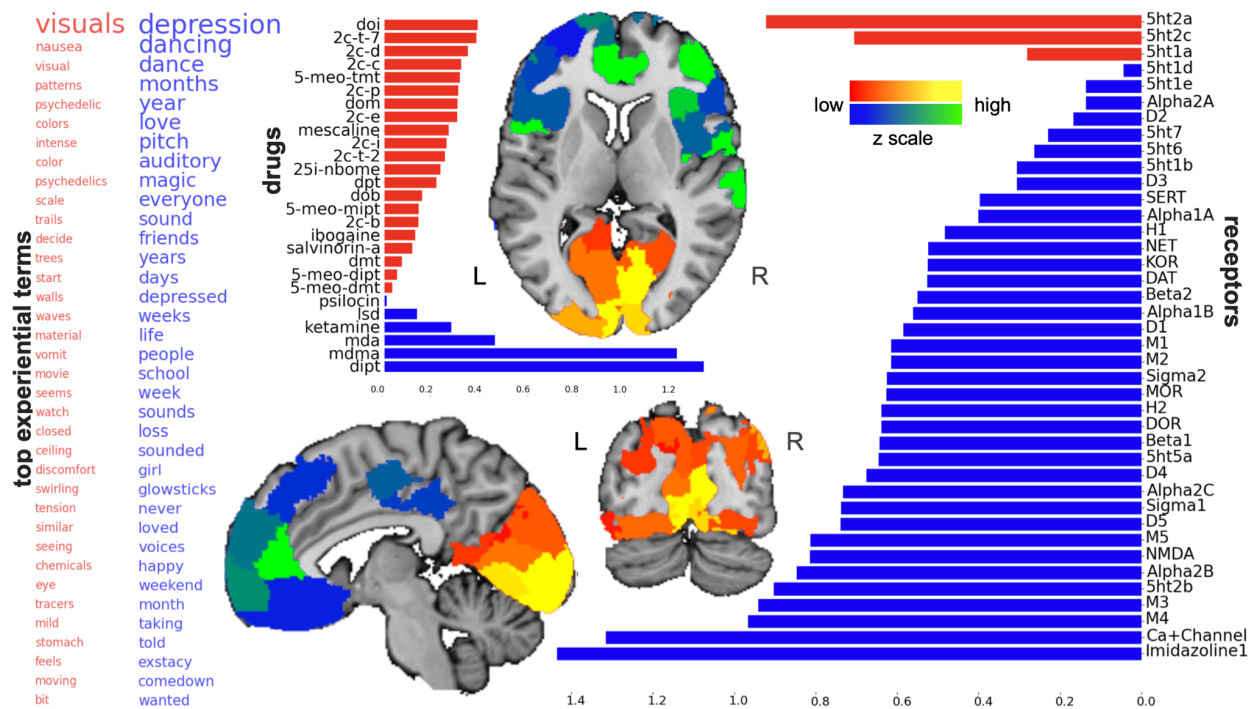 top experiential terms
visuals
nausea
visual
patterns
psychedelic
colors
intense
color
psychedelics
scale
trails
decide
trees
start
walls
waves
material
vomit
movie
seems
watch
closed
ceiling
discomfort
swirling
tension
similar
seeing
chemicals
eye
tracers
mild
stomach
feels
moving
bit
depression
dancing
dance
months
year
love
pitch
auditory
magic
everyone
sound
friends
years
days
depressed
weeks
life
people
school
week
sounds
loss
sounded
girl
glowsticks
never
loved
voices
happy
weekend
month
taking
told
exstacy
comedown
wanted
drugs
doi
2c-t-7
2c-d
2c-c
5-meo-tmt
2c-p
dom
2c-e
mescaline
2c-i
2c-t-2
25i-nbome
dpt
dob
5-meo-mipt
2c-b
ibogaine
salvinorin-a
dmt
5-meo-dipt
5-meo-dmt
psilocin
lsd
ketamine
mda
mdma
dipt
0.0 0.2 0.4 0.6 0.8 1.0 1.2
L R
L R
low high
z scale
receptors
5ht2a
5ht2c
5ht1a
5ht1d
5ht1e
Alpha2A
D2
5ht7
5ht6
5ht1b
D3
SERT
Alpha1A
H1
NET
KOR
DAT
Beta2
Alpha1B
D1
M1
M2
Sigma2
MOR
H2
DOR
Beta1
5ht5a
D4
Alpha2C
Sigma1
D5
M5
NMDA
Alpha2B
5ht2b
M3
M4
Ca+Channel
Imidazoline1
1.4 1.2 1.0 0.8 0.6 0.4 0.2 0.0